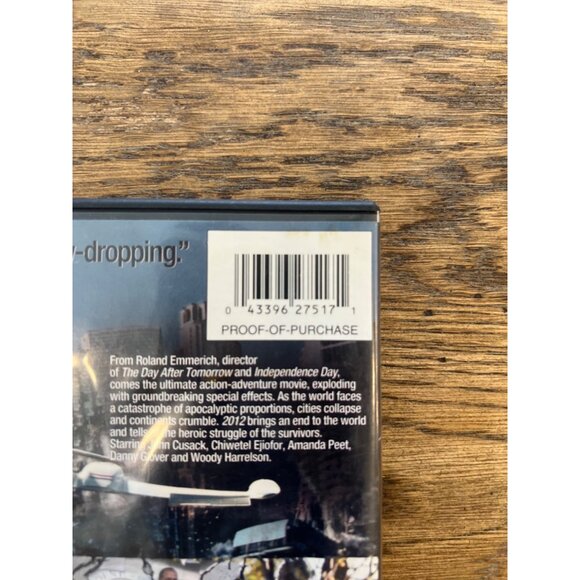 -dropping."
0 43396 27517 1
PROOF-OF-PURCHASE
From Roland Emmerich, director
of The Day After Tomorrow and Independence Day,
comes the ultimate action-adventure movie, exploding
with groundbreaking special effects. As the world faces
a catastrophe of apocalyptic proportions, cities collapse
and continents crumble. 2012 brings an end to the world
and tells the heroic struggle of the survivors.
Starring John Cusack, Chiwetel Ejiofor, Amanda Peet,
Danny Glover and Woody Harrelson.